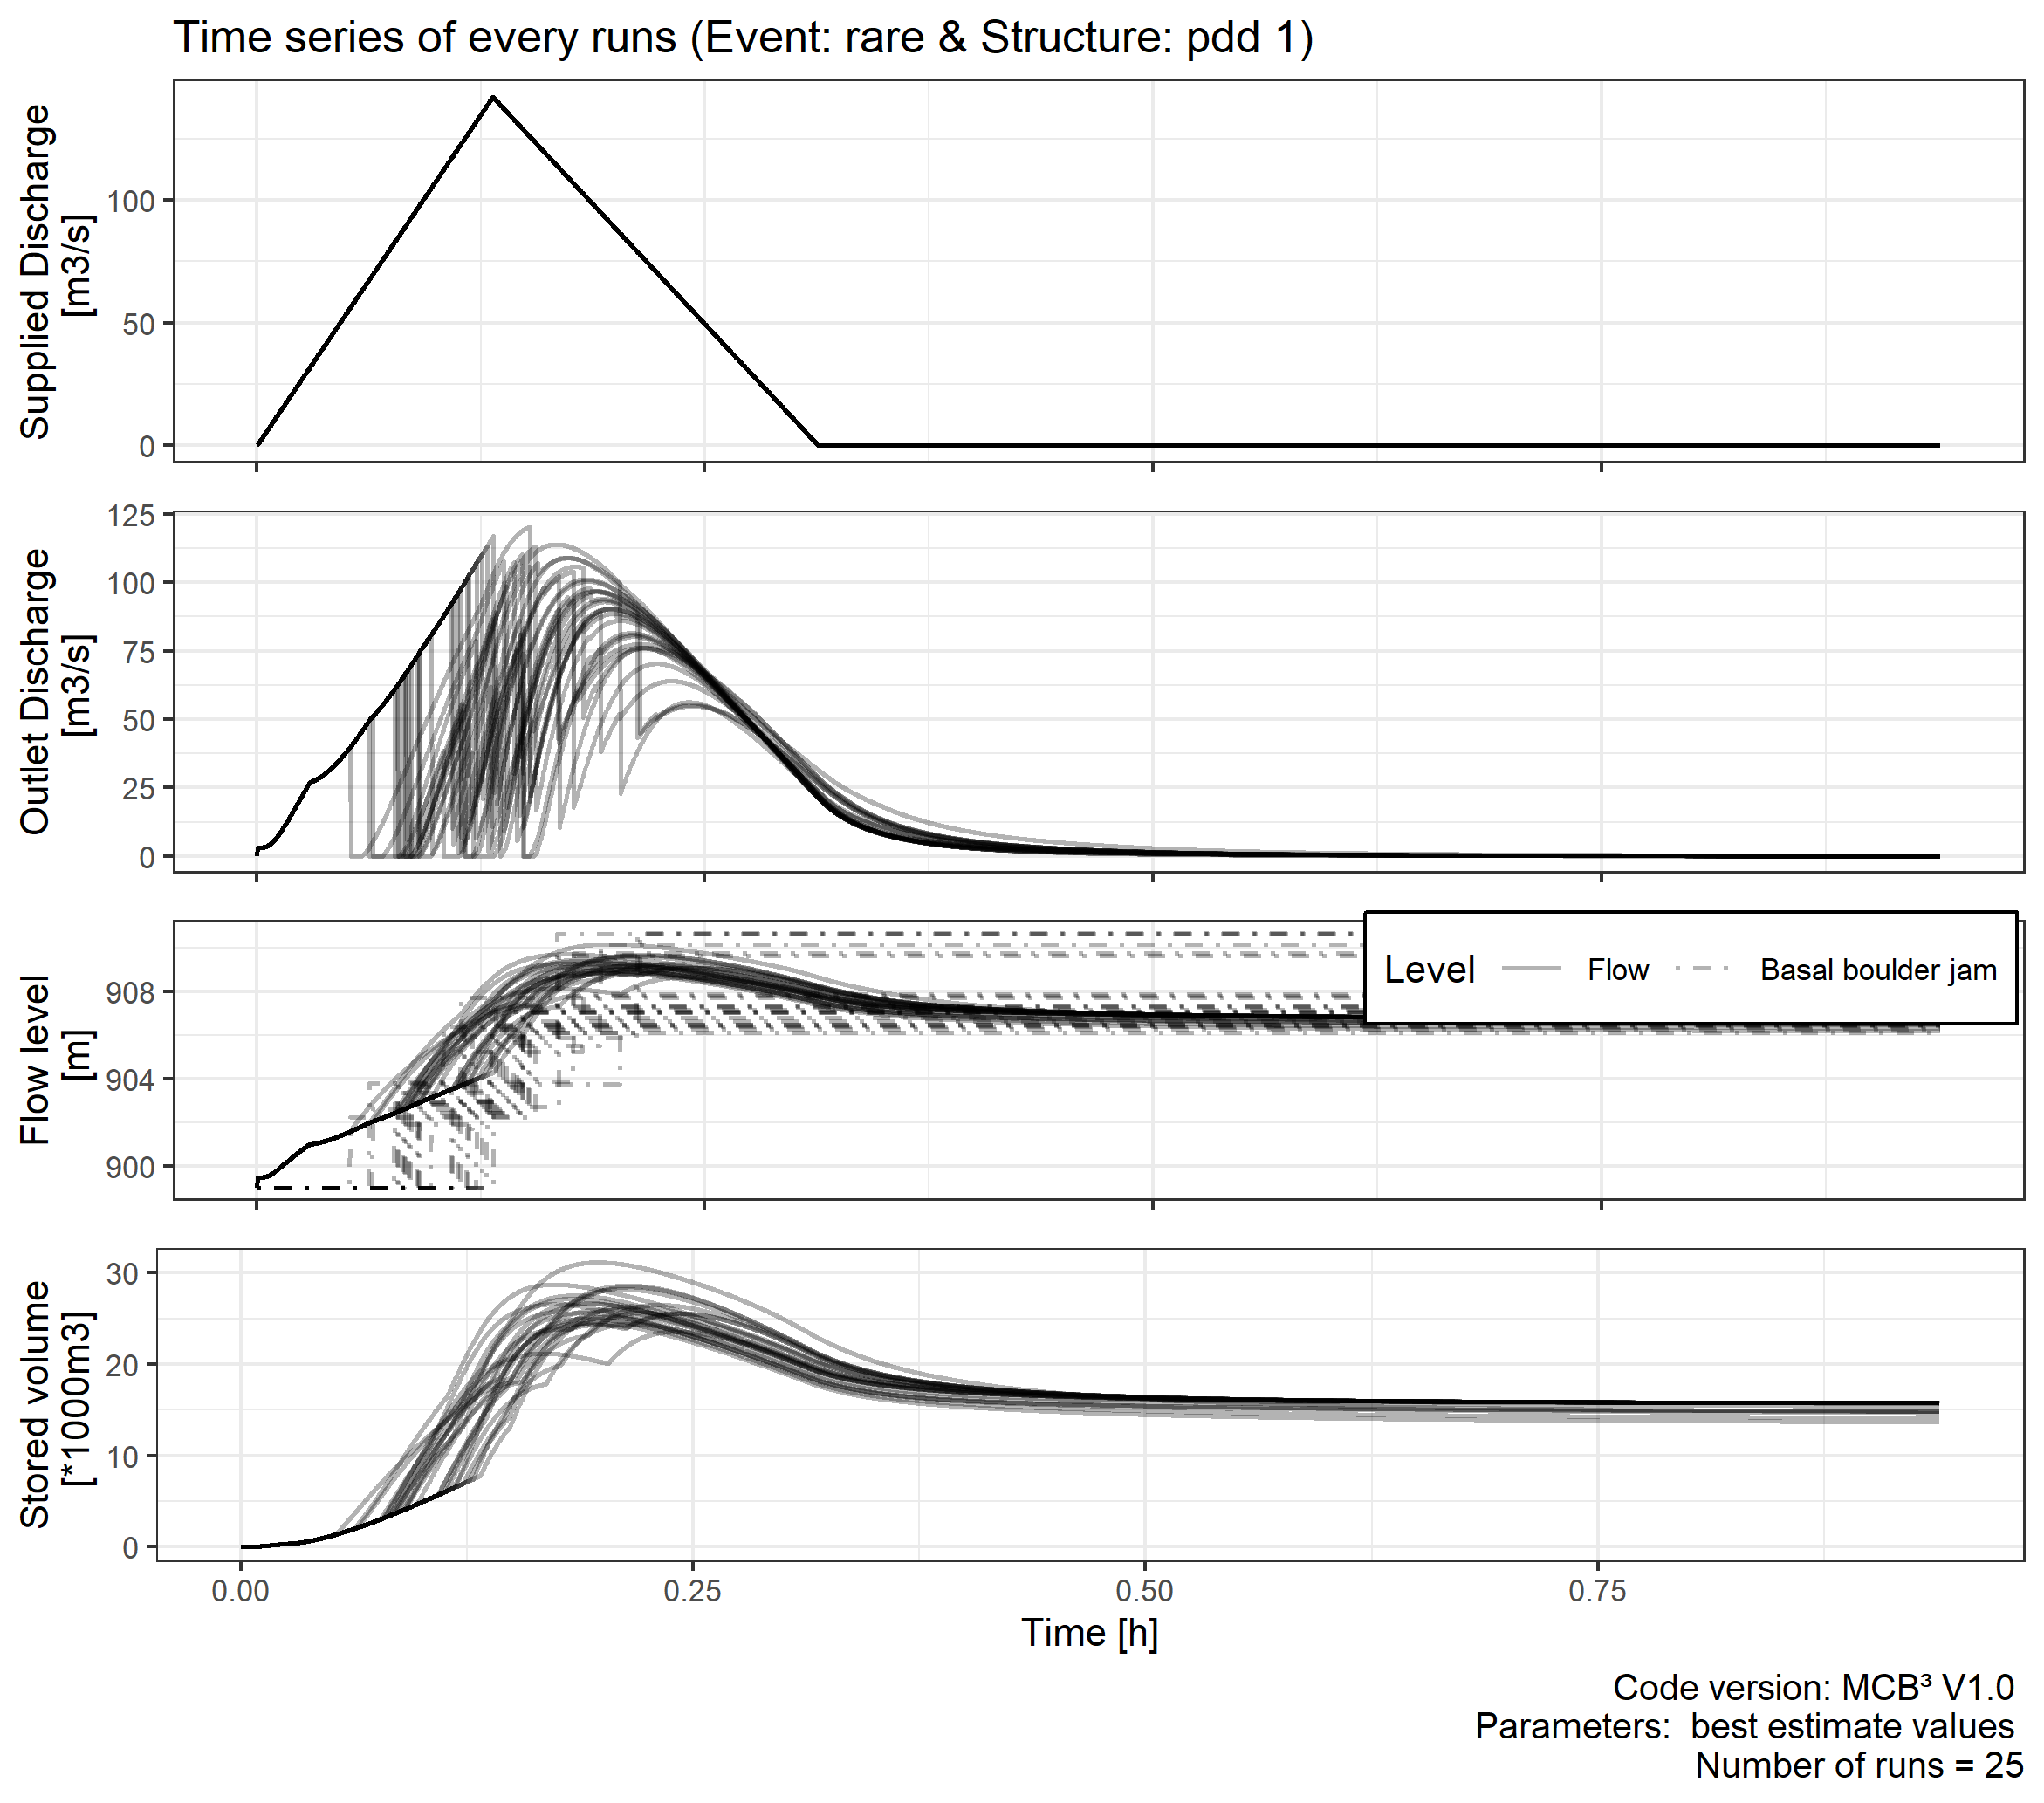 Time series of every runs (Event: rare & Structure: pdd 1)
Supplied Discharge
[m3/s]
100
50
0
Outlet Discharge
[m3/s]
125
100
75
50
25
0
Flow level
[m]
908
904
900
Level Flow Basal boulder jam
Stored volume
[*1000m3]
30
20
10
0
0.00 0.25 0.50 0.75
Time [h]
Code version: MCB³ V1.0
Parameters: best estimate values
Number of runs = 25